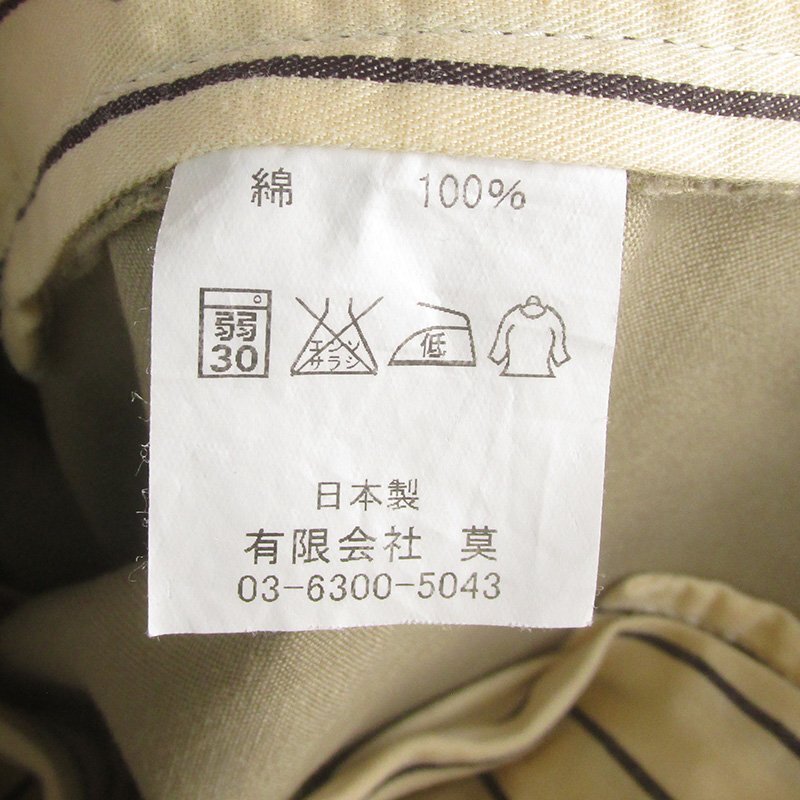 綿 100%
弱 エンソ 低
30 サラシ
日本製
有限会社 莫
03-6300-5043